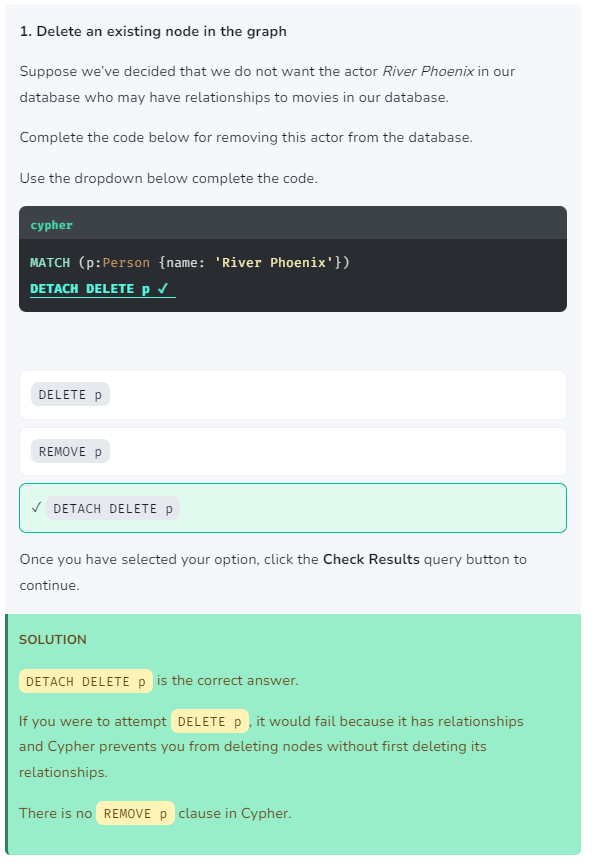 1. Delete an existing node in the graph
Suppose we've decided that we do not want the actor River Phoenix in our
database who may have relationships to movies in our database.
Complete the code below for removing this actor from the database.
Use the dropdown below complete the code.
cypher
MATCH (p:Person {name: 'River Phoenix'})
DETACH DELETE p ✓
DELETE p
REMOVE p
✓ DETACH DELETE p
Once you have selected your option, click the Check Results query button to
continue.
SOLUTION
DETACH DELETE p is the correct answer.
If you were to attempt DELETE p, it would fail because it has relationships
and Cypher prevents you from deleting nodes without first deleting its
relationships.
There is no REMOVE p clause in Cypher.